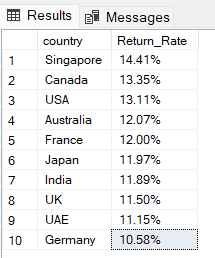 Results Messages
country Return_Rate
1 Singapore 14.41%
2 Canada 13.35%
3 USA 13.11%
4 Australia 12.07%
5 France 12.00%
6 Japan 11.97%
7 India 11.89%
8 UK 11.50%
9 UAE 11.15%
10 Germany 10.58%